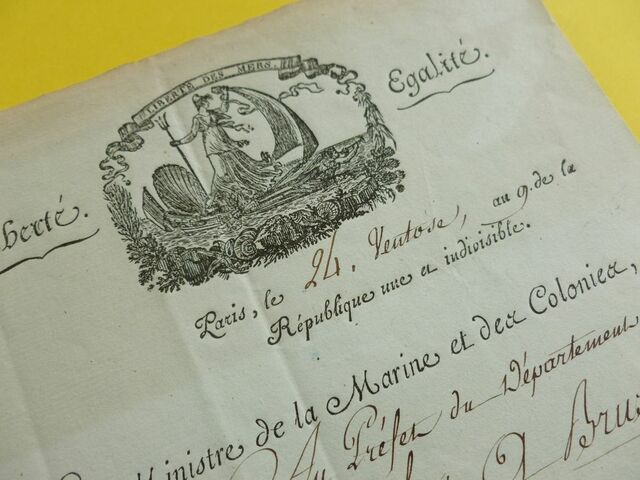 LIBERTÉ DES MERS.
berté. Egalité.
Paris, le 24. Ventose, an 9. de la
République une et indivisible.
inistre de la Marine et des Colonies,
Au Préfet du Département